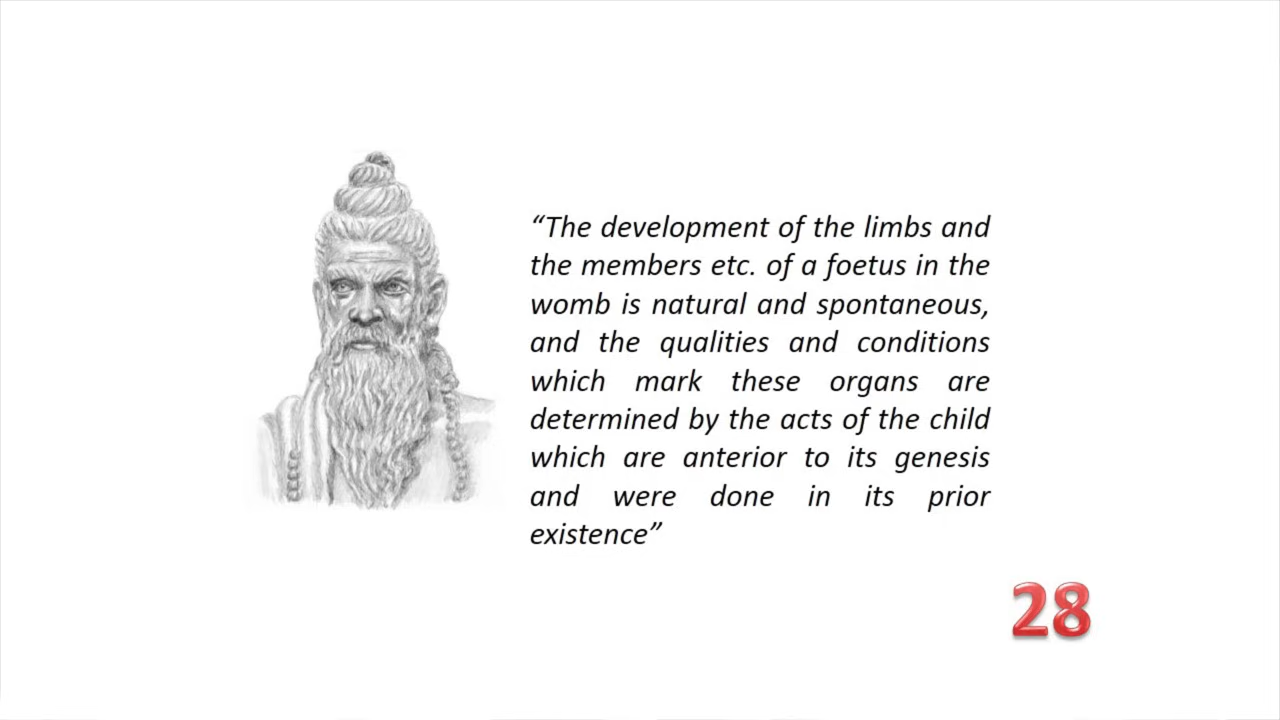 “The development of the limbs and
the members etc. of a foetus in the
womb is natural and spontaneous,
and the qualities and conditions
which mark these organs are
determined by the acts of the child
which are anterior to its genesis
and were done in its prior
existence”
28